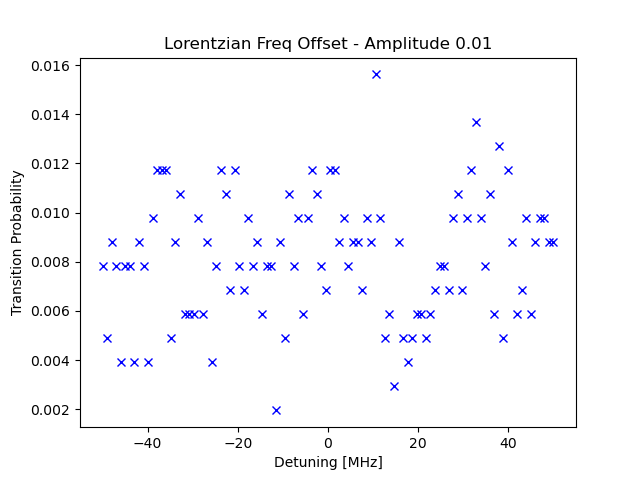 Lorentzian Freq Offset - Amplitude 0.01
0.016
0.014
0.012
0.010
0.008
0.006
0.004
0.002
Transition Probability
−40 −20 0 20 40
Detuning [MHz]